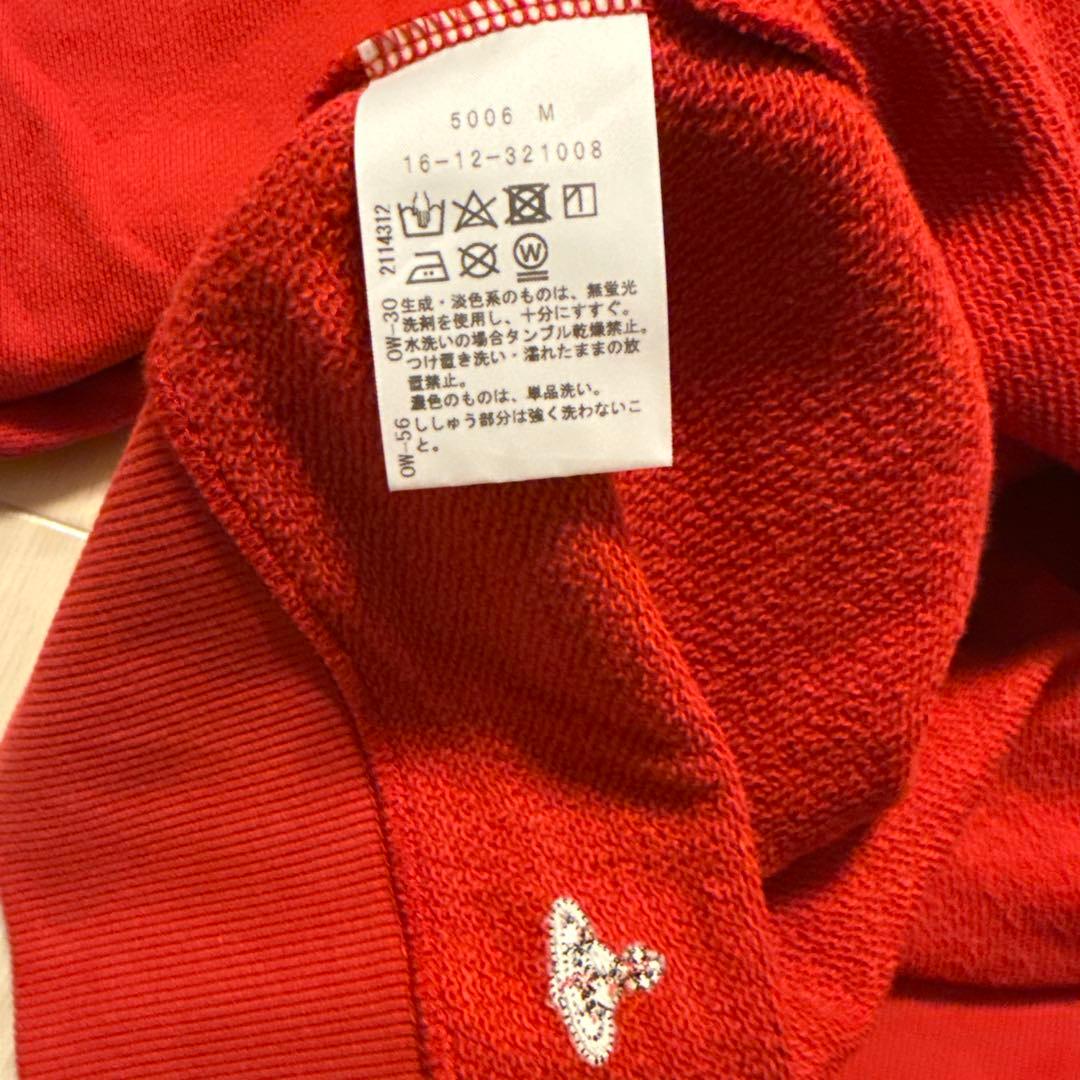 5006 M
16-12-321008
W
2114312
OW-30
生成・淡色系のものは、無蛍光
洗剤を使用し、十分にすすぐ。
水洗いの場合タンブル乾燥禁止。
つけ置き洗い・濡れたままの放
置禁止。
濃色のものは、単品洗い。
OW-56
ししゅう部分は強く洗わないこ
と。